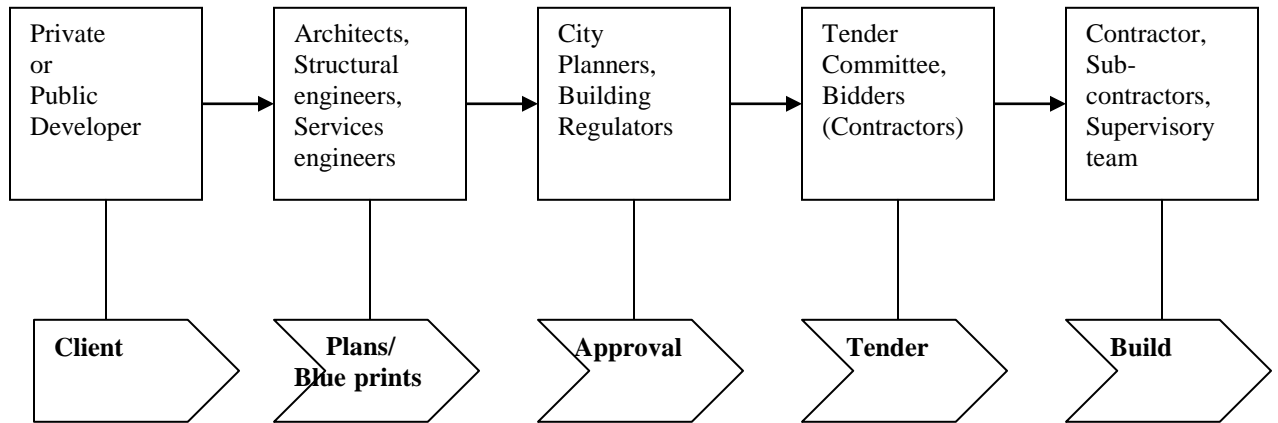 Private
or
Public
Developer
Architects,
Structural
engineers,
Services
engineers
City
Planners,
Building
Regulators
Tender
Committee,
Bidders
(Contractors)
Contractor,
Sub-
contractors,
Supervisory
team
Client
Plans/
Blue prints
Approval
Tender
Build